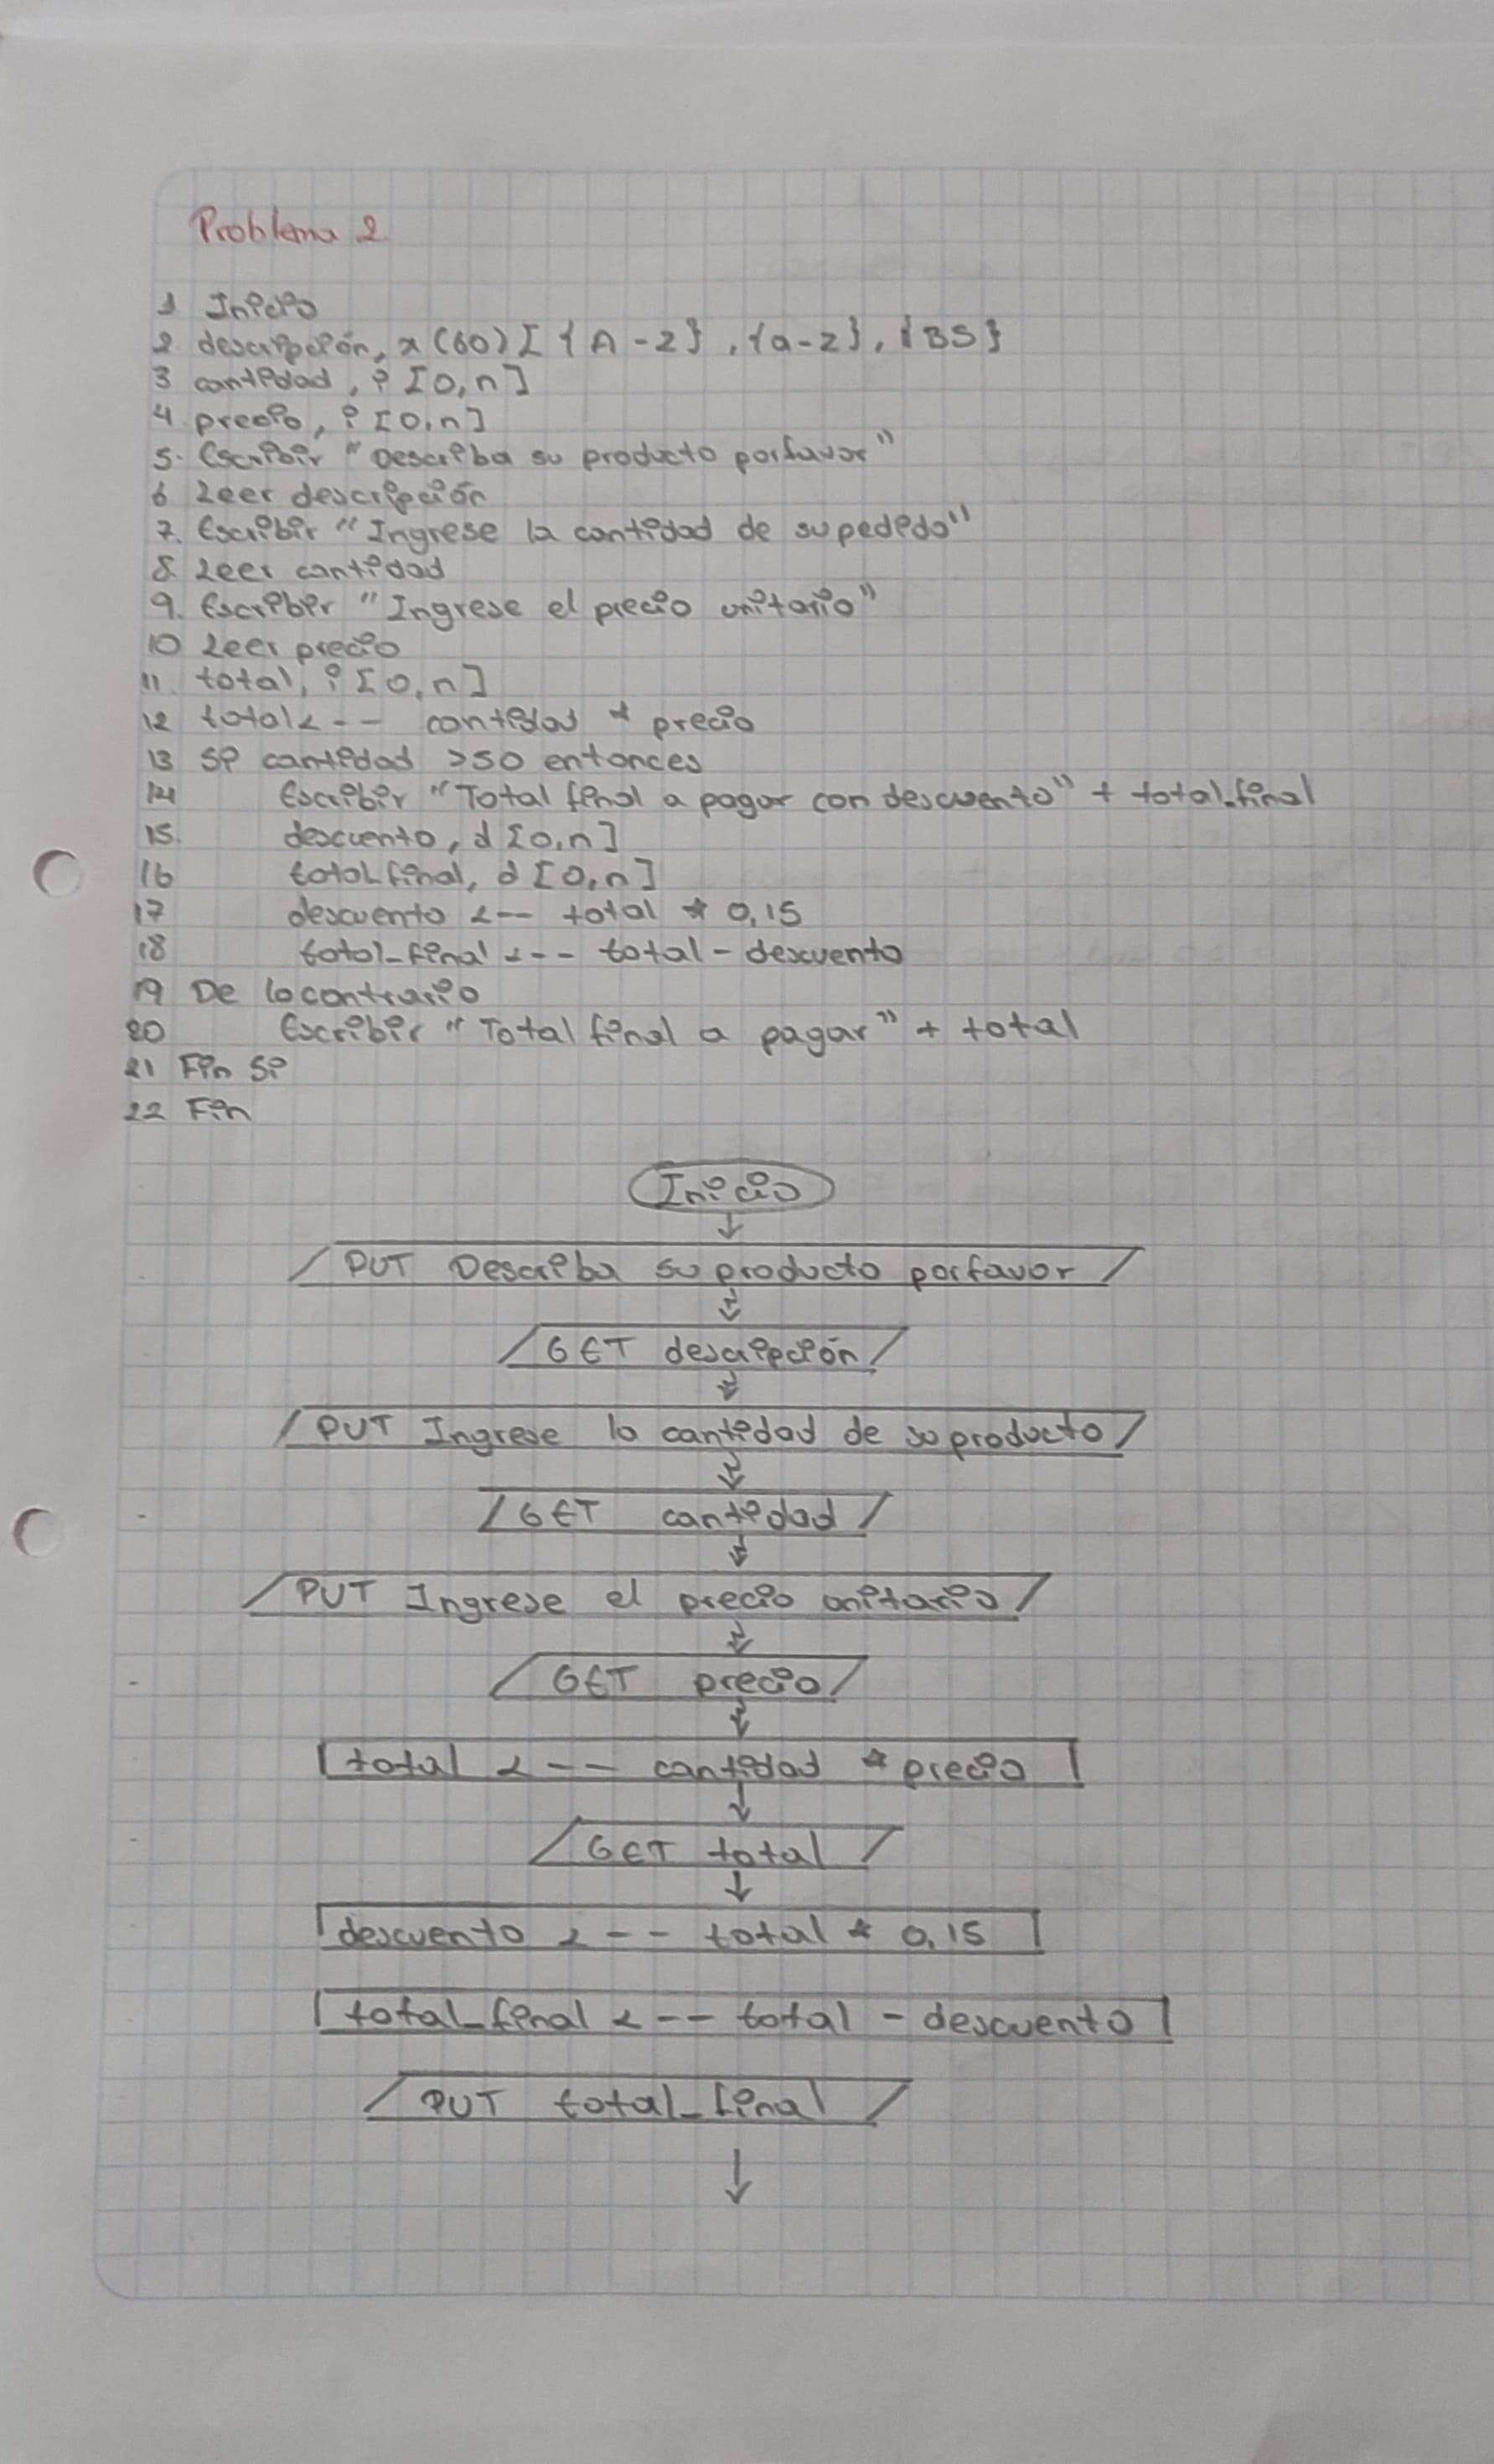 Problema 2
1 Inicio
2 descripción, x(60) [ {A-Z}, {a-z}, {BS}
3 cantidad, i [0,n]
4 precio, i [0,n]
5. Escribir "Describa su producto porfavor"
6 Leer descripción
7. Escribir "Ingrese la cantidad de su pedido"
8. Leer cantidad
9. Escribir "Ingrese el precio unitario"
10 Leer precio
11. total, i [0,n]
12 total <-- cantidad * precio
13 Si cantidad >50 entonces
14 Escribir "Total final a pagar con descuento" + total_final
15. descuento, d [0,n]
16 total_final, d [0,n]
17 descuento <-- total * 0,15
18 total_final <-- total - descuento
19 De lo contrario
20 Escribir "Total final a pagar" + total
21 Fin Si
22 Fin
Inicio
PUT Describa su producto porfavor
GET descripción
PUT Ingrese la cantidad de su producto
GET cantidad
PUT Ingrese el precio unitario
GET precio
total <-- cantidad * precio
GET total
descuento <-- total * 0,15
total_final <-- total - descuento
PUT total_final